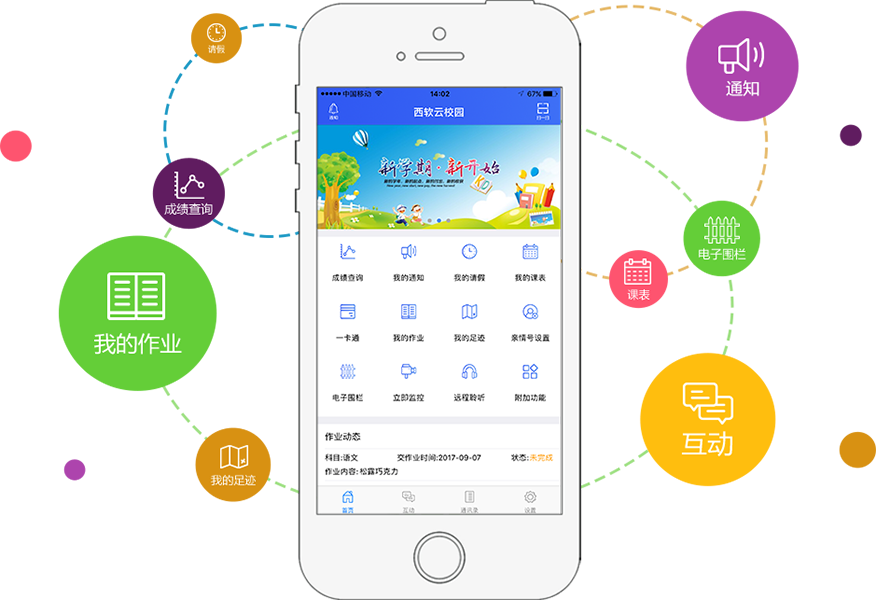 请假
通知
成绩查询
电子围栏
课表
我的作业
互动
我的足迹
中国移动
14:02
67%
通知
西软云校园
扫一扫
新学期·新开始
成绩查询
我的通知
我的请假
我的课表
一卡通
我的作业
我的足迹
亲情号设置
电子围栏
立即监控
远程聆听
附加功能
作业动态
科目:语文
交作业时间:2017-09-07
状态:未完成
作业内容:松露巧克力
首页
互动
通讯录
设置